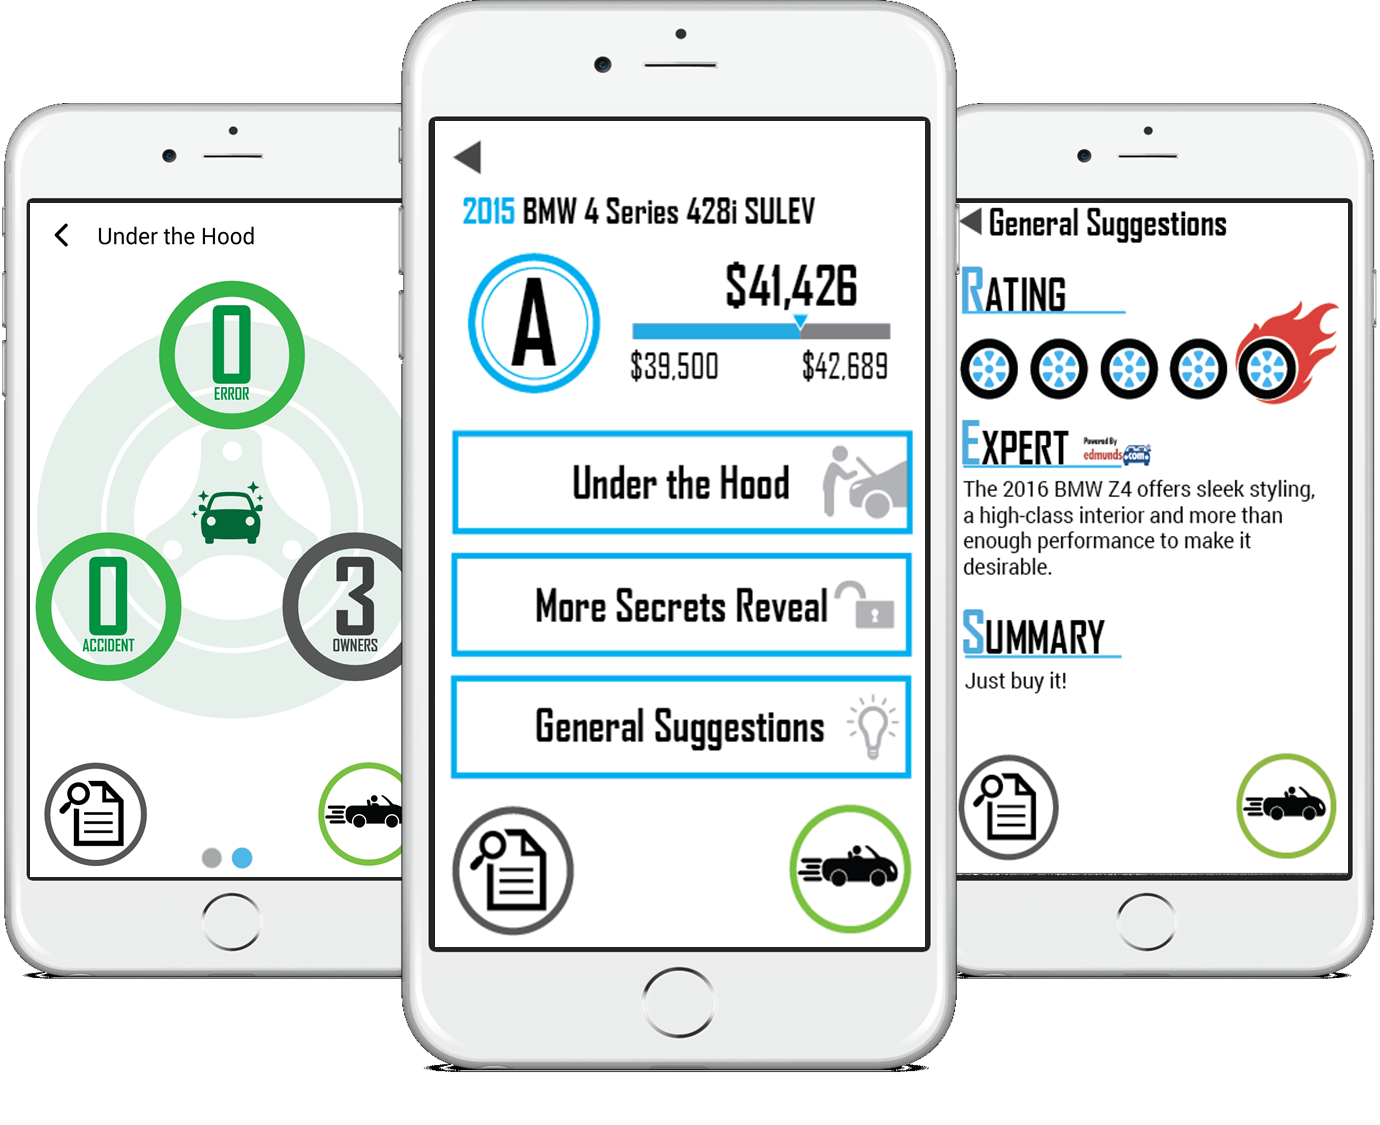 Under the Hood
0
ERROR
0
ACCIDENT
3
OWNERS
2015 BMW 4 Series 428i SULEV
A
$41,426
$39,500
$42,689
Under the Hood
More Secrets Reveal
General Suggestions
General Suggestions
RATING
EXPERT
Powered By
edmunds.com
The 2016 BMW Z4 offers sleek styling,
a high-class interior and more than
enough performance to make it
desirable.
SUMMARY
Just buy it!